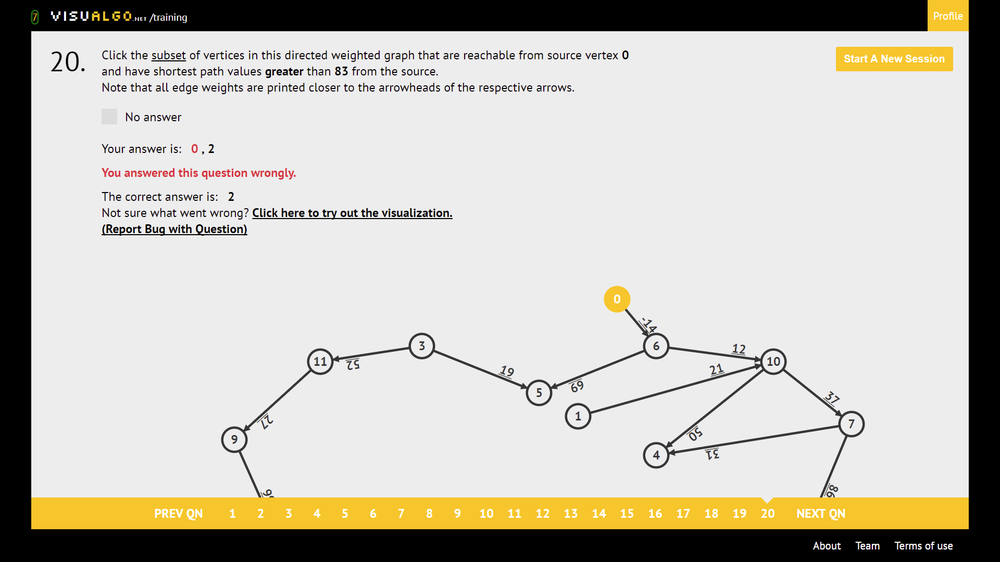 7 VISUALGO.NET /training
Profile
20.
Click the subset of vertices in this directed weighted graph that are reachable from source vertex 0
and have shortest path values greater than 83 from the source.
Note that all edge weights are printed closer to the arrowheads of the respective arrows.
Start A New Session
No answer
Your answer is: 0 , 2
You answered this question wrongly.
The correct answer is: 2
Not sure what went wrong? Click here to try out the visualization.
(Report Bug with Question)
0
-14
3
6
11
52
12
10
19
21
5
69
1
37
27
50
7
9
4
31
PREV QN 1 2 3 4 5 6 7 8 9 10 11 12 13 14 15 16 17 18 19 20 NEXT QN
About Team Terms of use